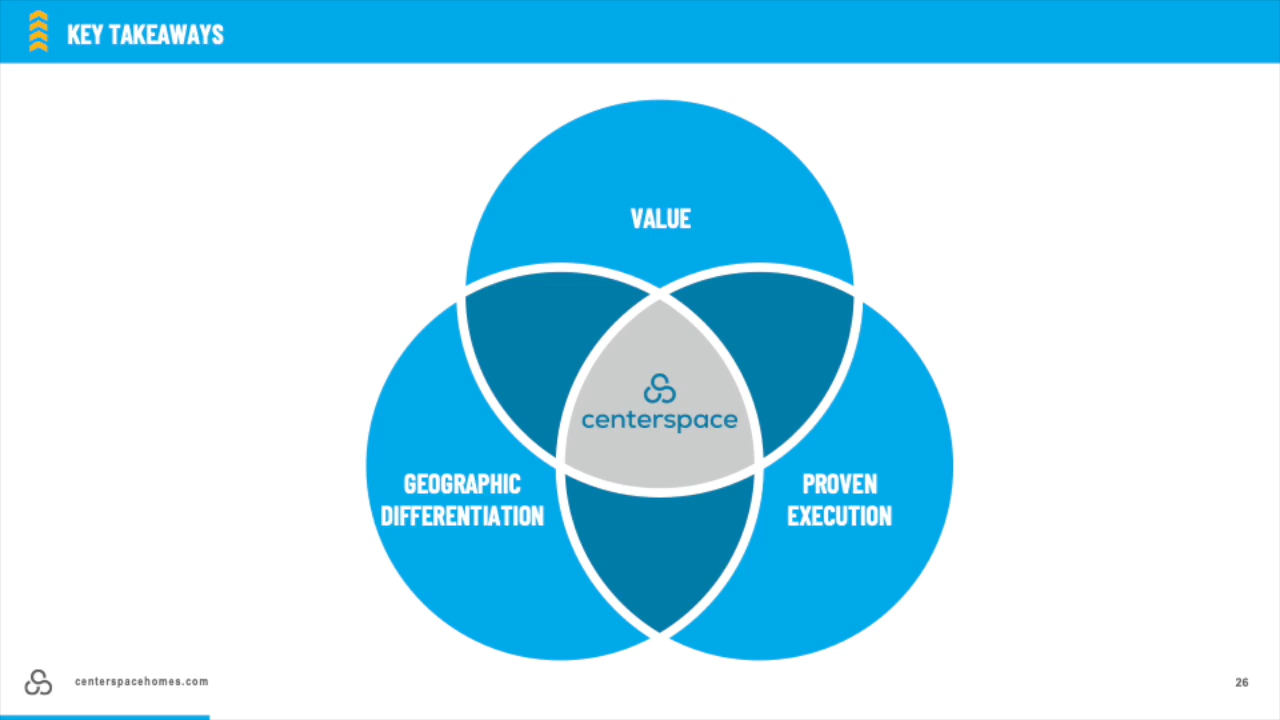 KEY TAKEAWAYS
VALUE
centerspace
GEOGRAPHIC
DIFFERENTIATION
PROVEN
EXECUTION
centerspacehomes.com
26